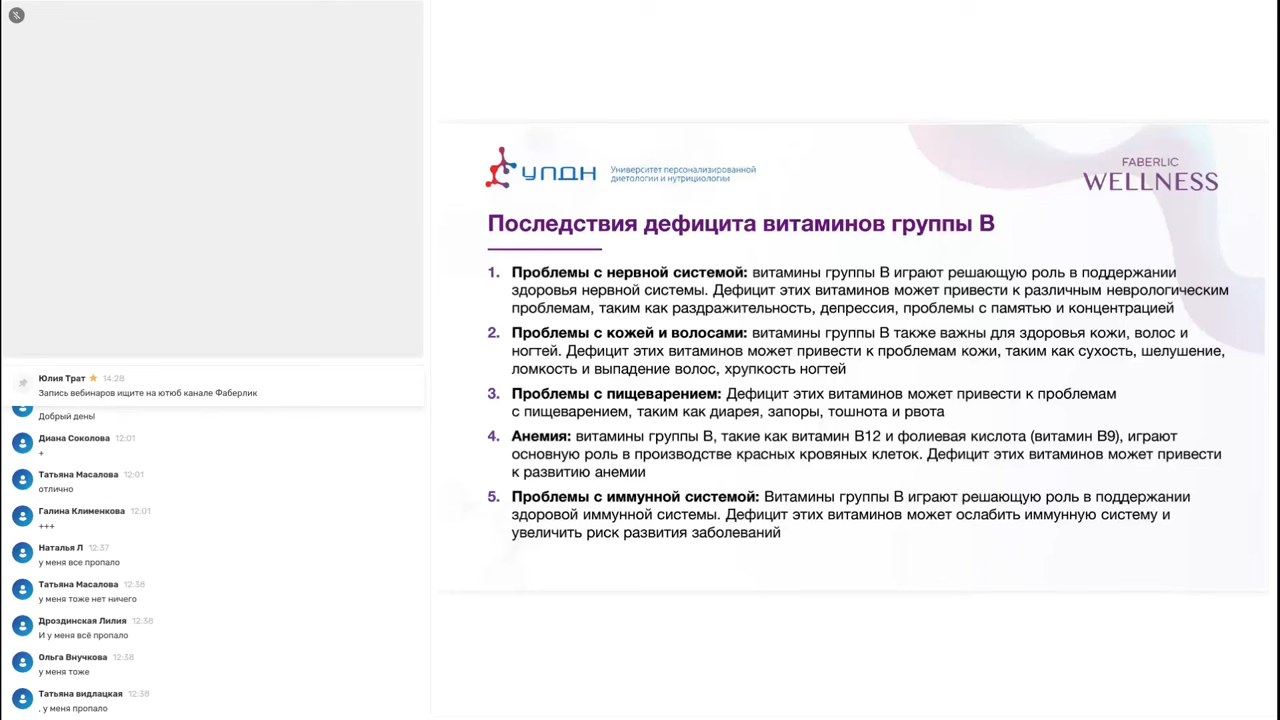 Юлия Трат 14:28
Запись вебинаров ищите на ютюб канале Фаберлик
Добрый день!
Диана Соколова 12:01
+
Татьяна Масалова 12:01
отлично
Галина Клименкова 12:01
+++
Наталья Л 12:37
у меня все пропало
Татьяна Масалова 12:38
у меня тоже нет ничего
Дроздинская Лилия 12:38
И у меня всё пропало
Ольга Внучкова 12:38
у меня тоже
Татьяна видлацкая 12:38
. у меня пропало
УПДН
Университет персонализированной
диетологии и нутрициологии
FABERLIC
WELLNESS
Последствия дефицита витаминов группы В
1. Проблемы с нервной системой: витамины группы В играют решающую роль в поддержании
здоровья нервной системы. Дефицит этих витаминов может привести к различным неврологическим
проблемам, таким как раздражительность, депрессия, проблемы с памятью и концентрацией
2. Проблемы с кожей и волосами: витамины группы В также важны для здоровья кожи, волос и
ногтей. Дефицит этих витаминов может привести к проблемам кожи, таким как сухость, шелушение,
ломкость и выпадение волос, хрупкость ногтей
3. Проблемы с пищеварением: Дефицит этих витаминов может привести к проблемам
с пищеварением, таким как диарея, запоры, тошнота и рвота
4. Анемия: витамины группы В, такие как витамин В12 и фолиевая кислота (витамин В9), играют
основную роль в производстве красных кровяных клеток. Дефицит этих витаминов может привести
к развитию анемии
5. Проблемы с иммунной системой: Витамины группы В играют решающую роль в поддержании
здоровой иммунной системы. Дефицит этих витаминов может ослабить иммунную систему и
увеличить риск развития заболеваний